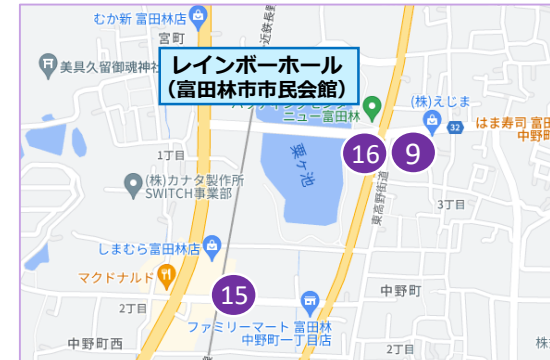 むか新 富田林店
宮町
近鉄長野
美具久留御魂神社
レインボーホール
（富田林市市民会館）
ニュー富田林
(株)えじま
32
はま寿司 富田
中野町
16
9
粟ヶ池
東高野街道
1丁目
(株)カナタ製作所
SWITCH事業部
3丁目
しまむら富田林店
マクドナルド
15
中野町
2丁目
ファミリーマート 富田林
中野町一丁目店
中野町西
2丁目
株